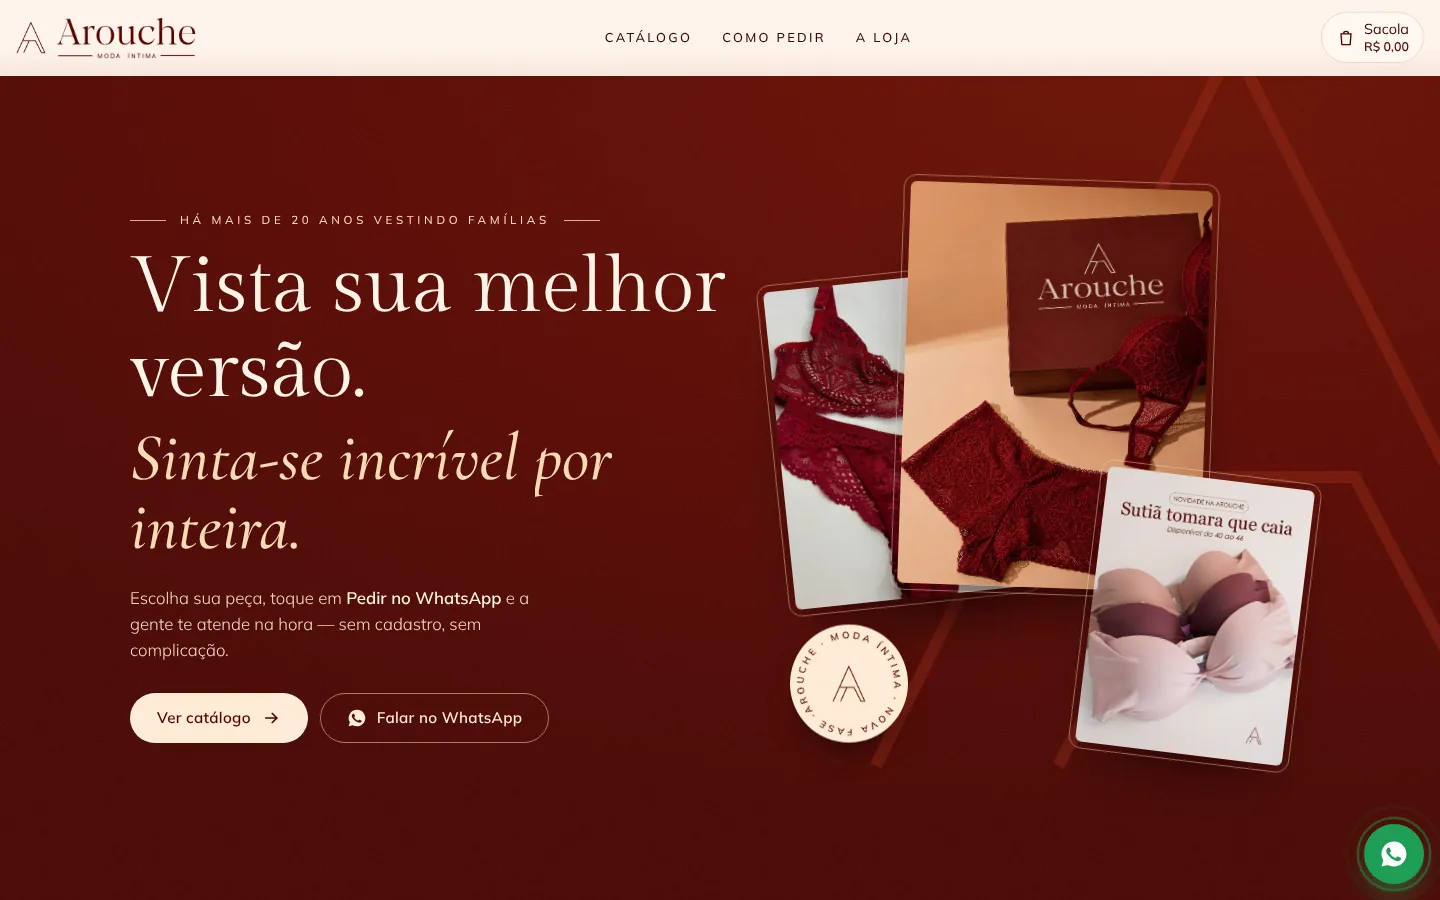 Arouche
MODA ÍNTIMA
CATÁLOGO
COMO PEDIR
A LOJA
Sacola
R$ 0,00
HÁ MAIS DE 20 ANOS VESTINDO FAMÍLIAS
Vista sua melhor
versão.
Sinta-se incrível por
inteira.
Escolha sua peça, toque em Pedir no WhatsApp e a
gente te atende na hora — sem cadastro, sem
complicação.
Ver catálogo
Falar no WhatsApp
Arouche
MODA ÍNTIMA
NOVIDADE NA AROUCHE
Sutiã tomara que caia
Disponível do 40 ao 46
AROUCHE · MODA ÍNTIMA · NOVA FASE ·